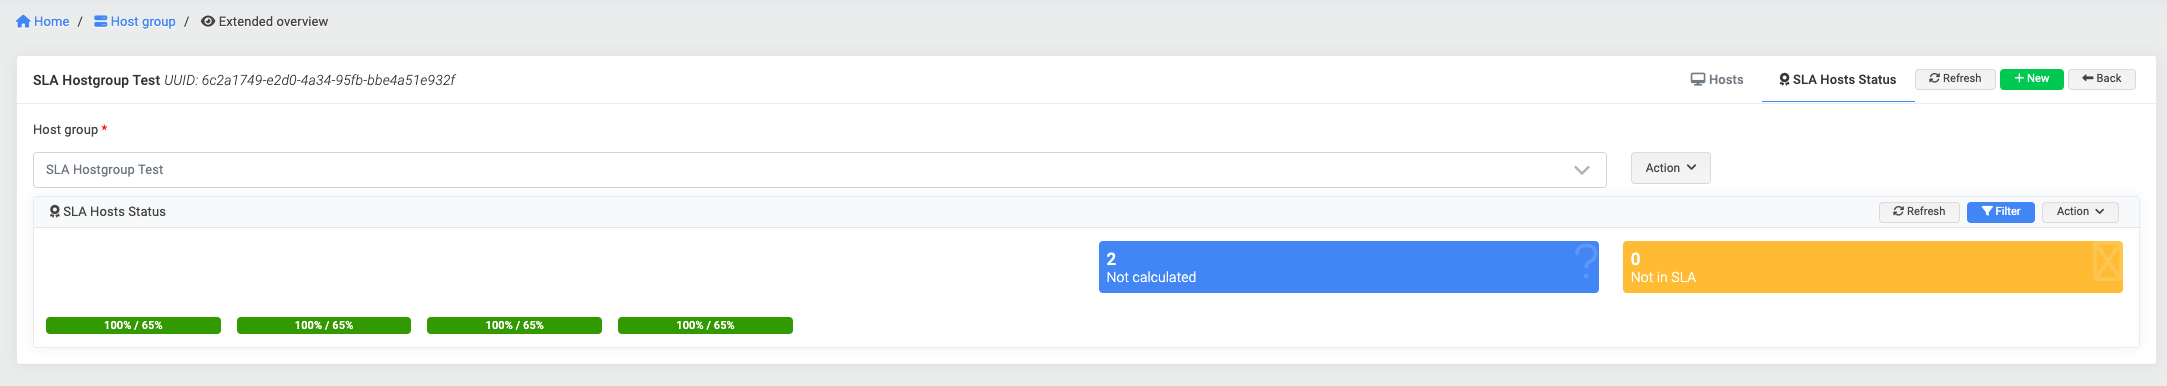 Home / Host group / Extended overview
SLA Hostgroup Test UUID: 6c2a1749-e2d0-4a34-95fb-bbe4a51e932f
Hosts SLA Hosts Status Refresh + New Back
Host group *
SLA Hostgroup Test
Action
SLA Hosts Status
Refresh Filter Action
2
Not calculated
0
Not in SLA
100% / 65% 100% / 65% 100% / 65% 100% / 65%